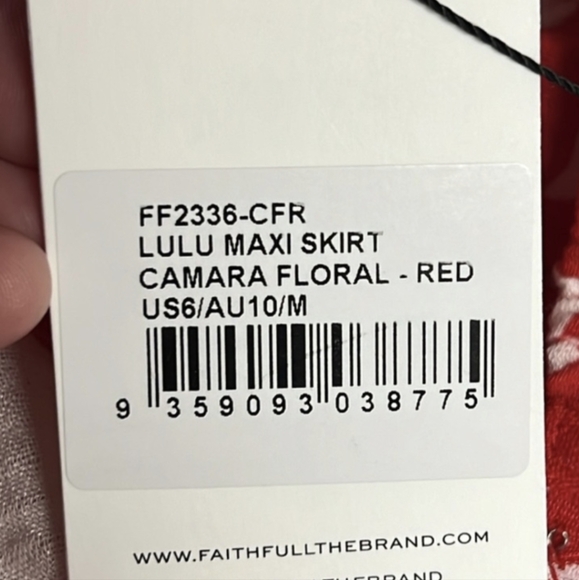 FF2336-CFR
LULU MAXI SKIRT
CAMARA FLORAL - RED
US6/AU10/M
9 359093 038775
WWW.FAITHFULLTHEBRAND.COM